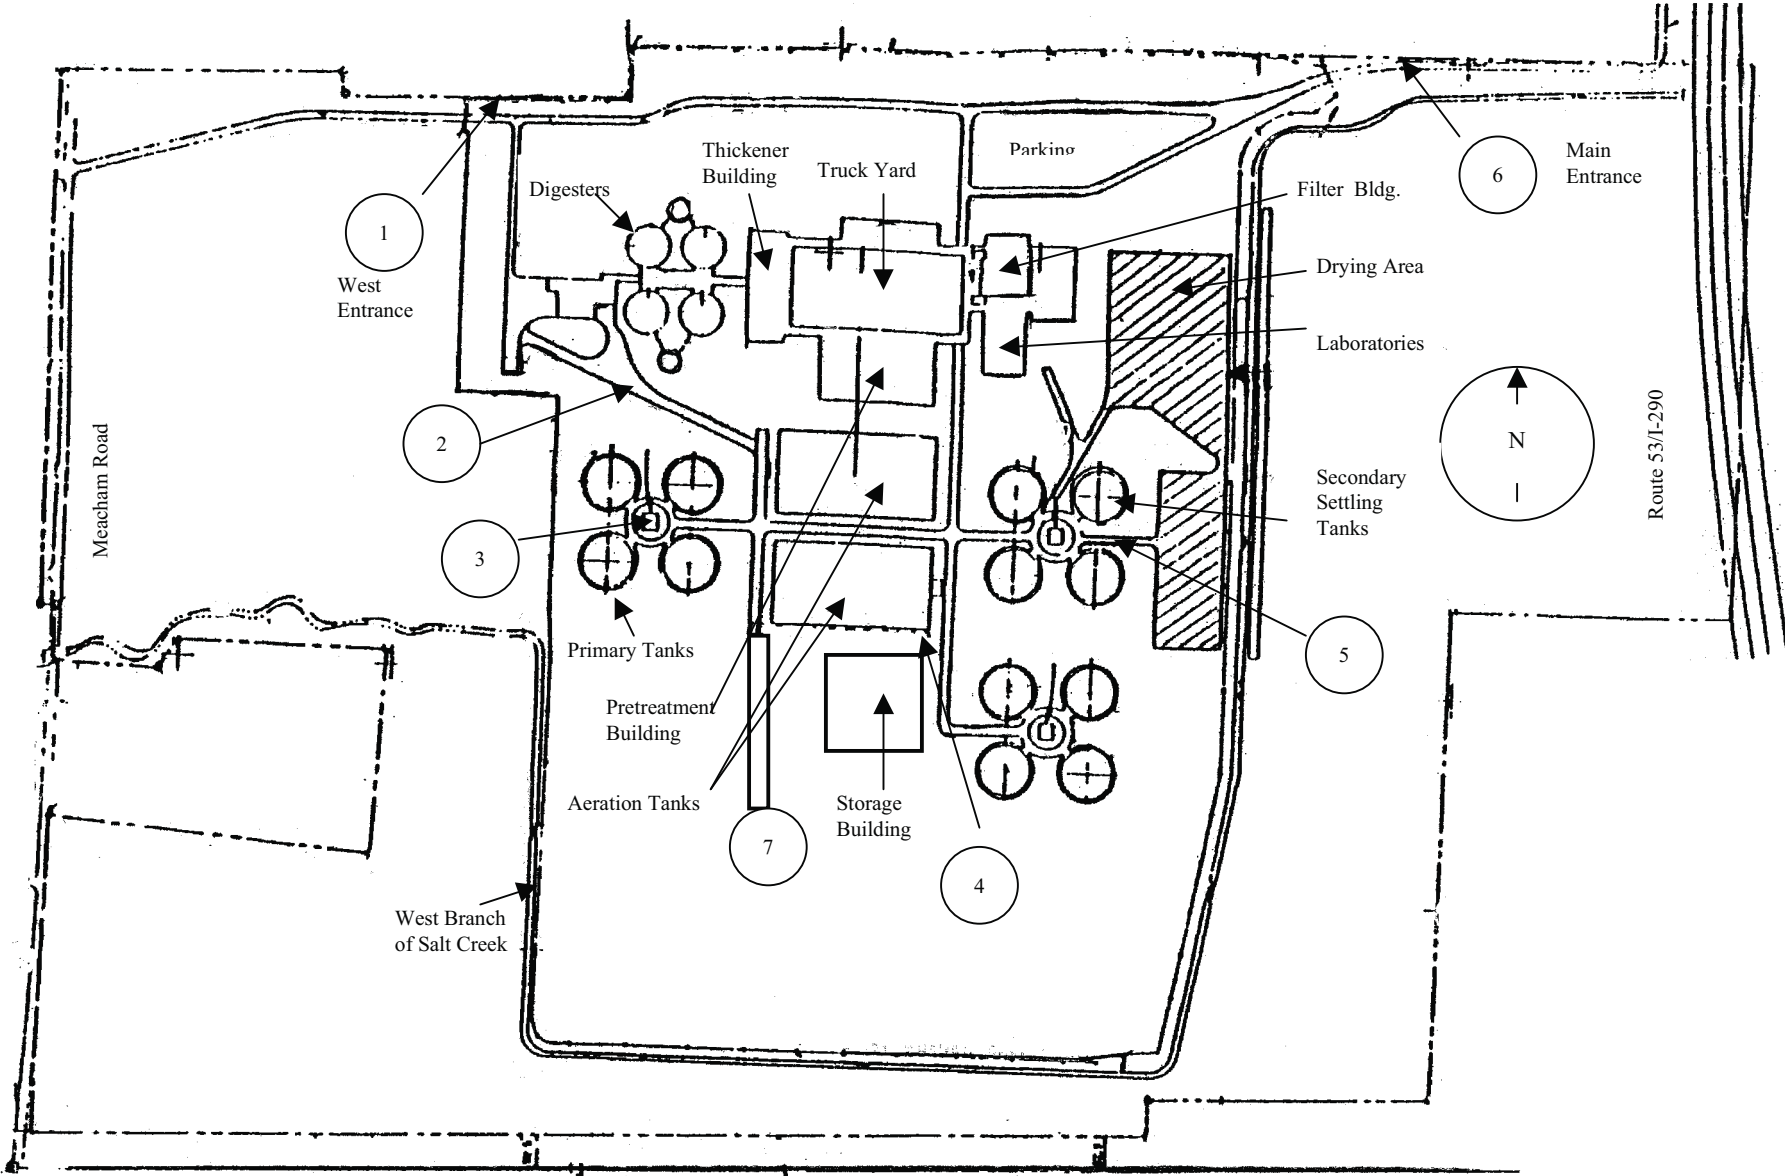 Parking
Main
Entrance
6
Thickener
Building
Truck Yard
Digesters
Filter Bldg.
1
West
Entrance
Drying Area
Laboratories
2
N
Route 53/I-290
Meacham Road
Secondary
Settling
Tanks
3
Primary Tanks
5
Pretreatment
Building
Aeration Tanks
Storage
Building
7
4
West Branch
of Salt Creek